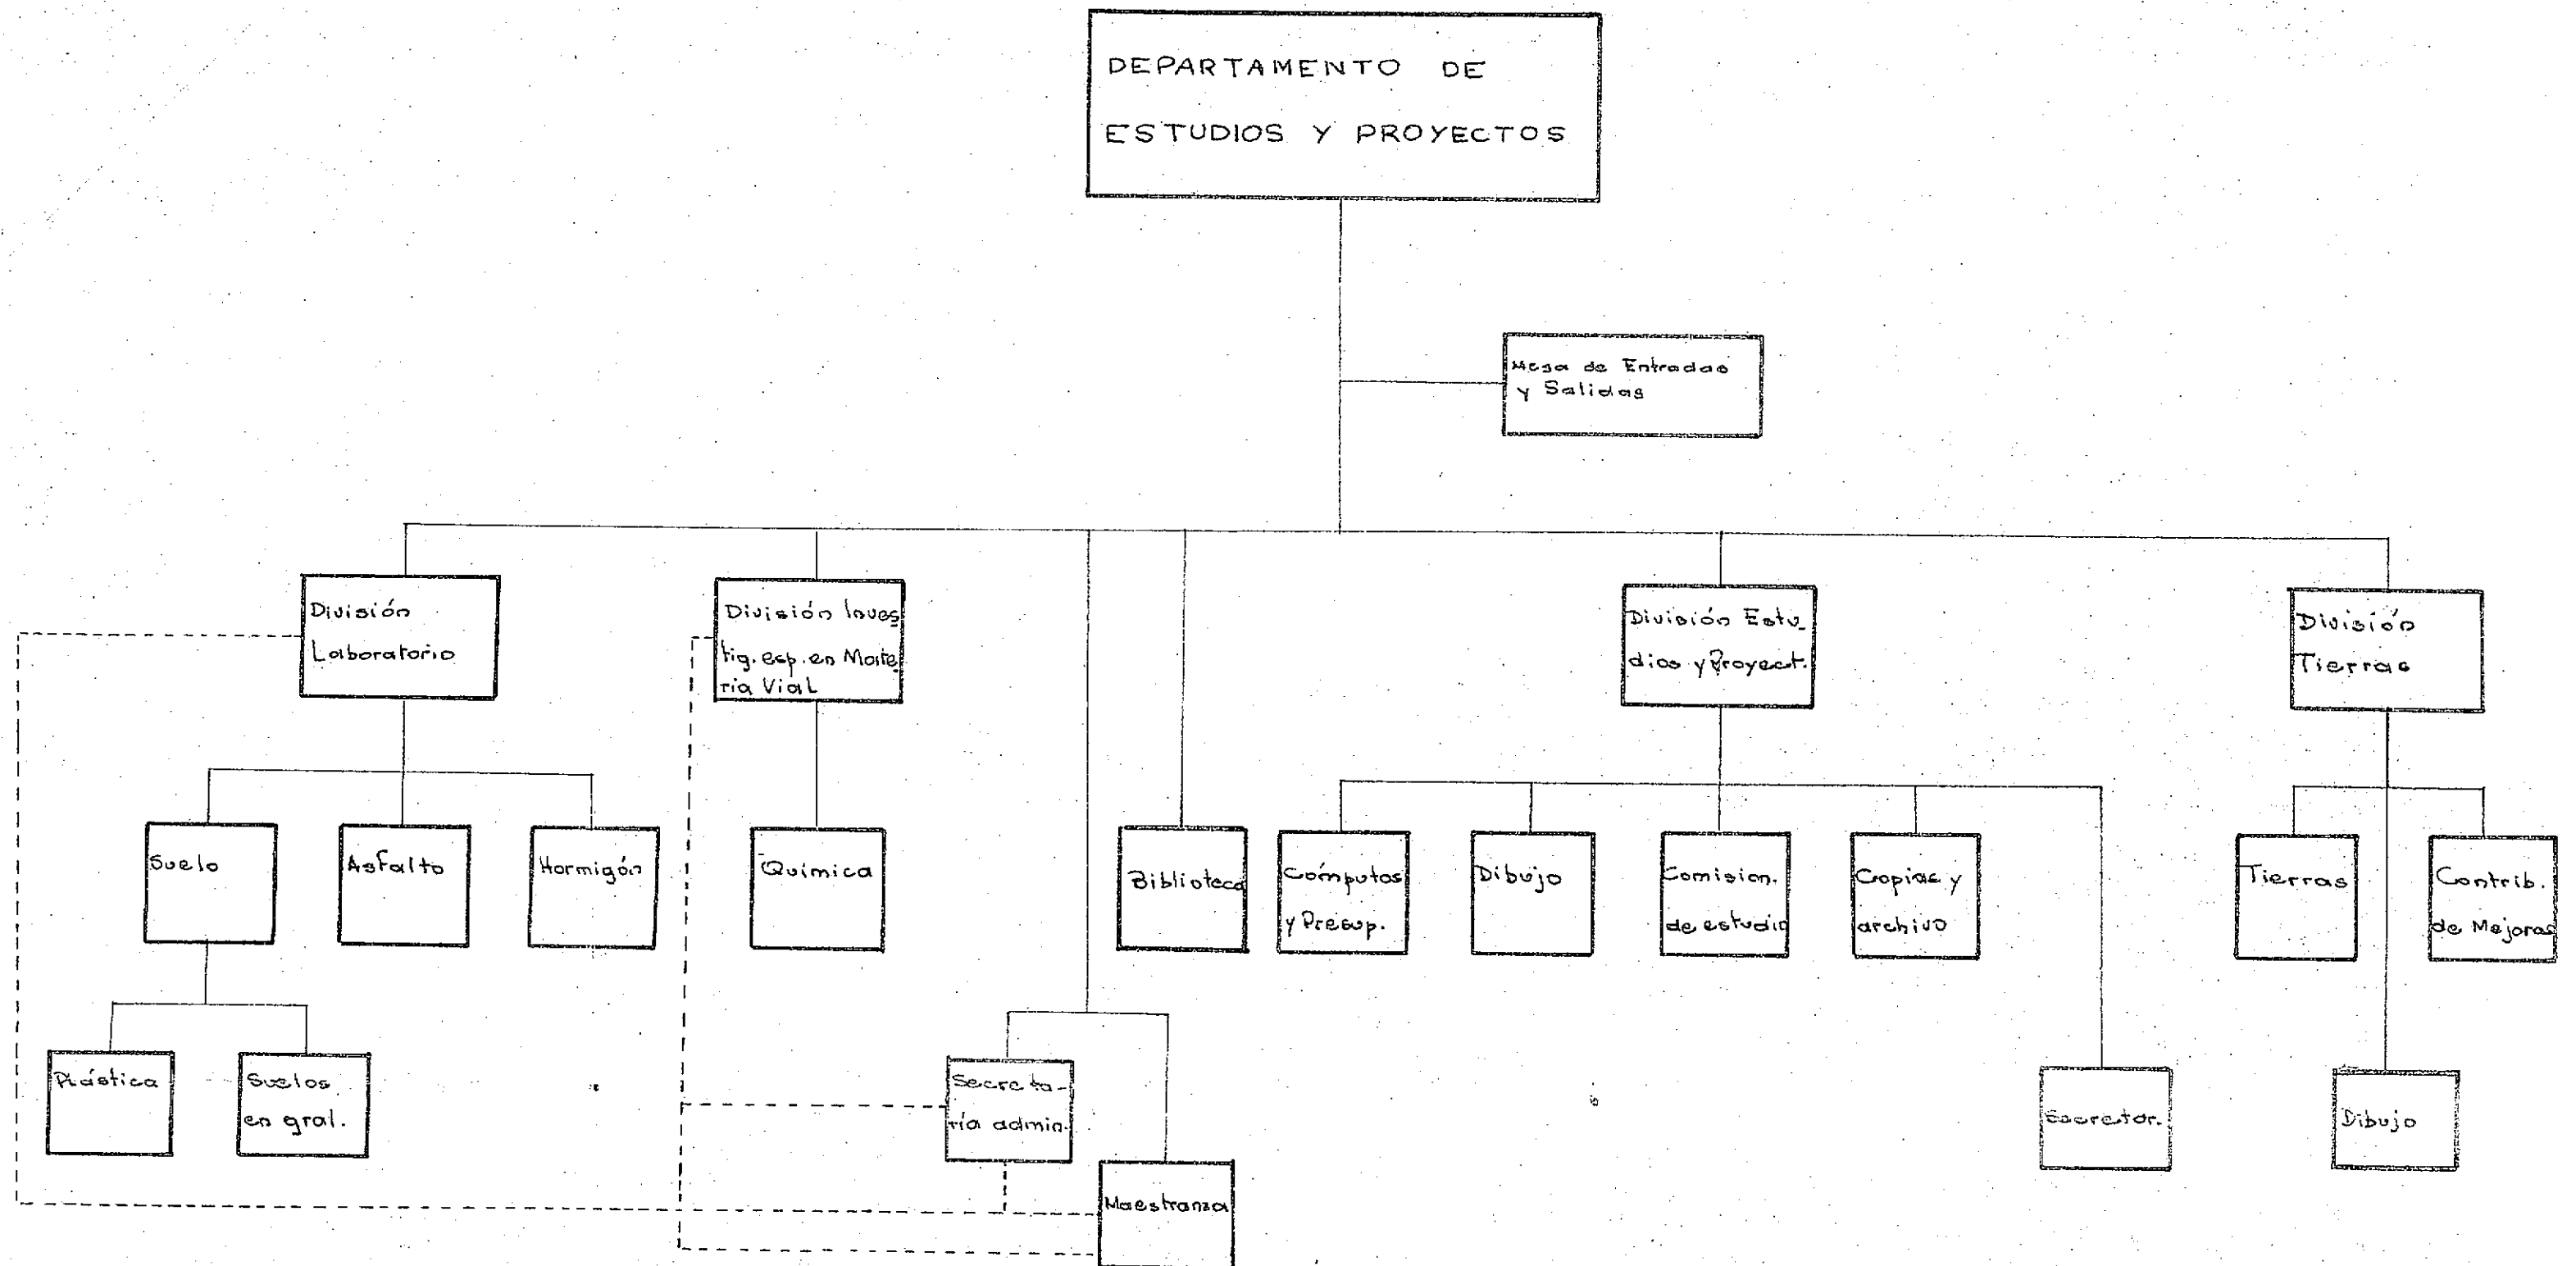 DEPARTAMENTO DE
ESTUDIOS Y PROYECTOS
Mesa de Entradas
y Salidas
División
Laboratorio
División Inves
tig. esp. en Mate
ria Vial
División Estu_
dios y Proyect.
División
Tierras
Suelo
Asfalto
Hormigón
Química
Biblioteca
Cómputos
y Presup.
Dibujo
Comision.
de estudio
Copias y
archivo
Tierras
Contrib.
de Mejoras
Plástica
Suelos
en gral.
Secreta-
ría admin.
Maestranza
Secretar.
Dibujo